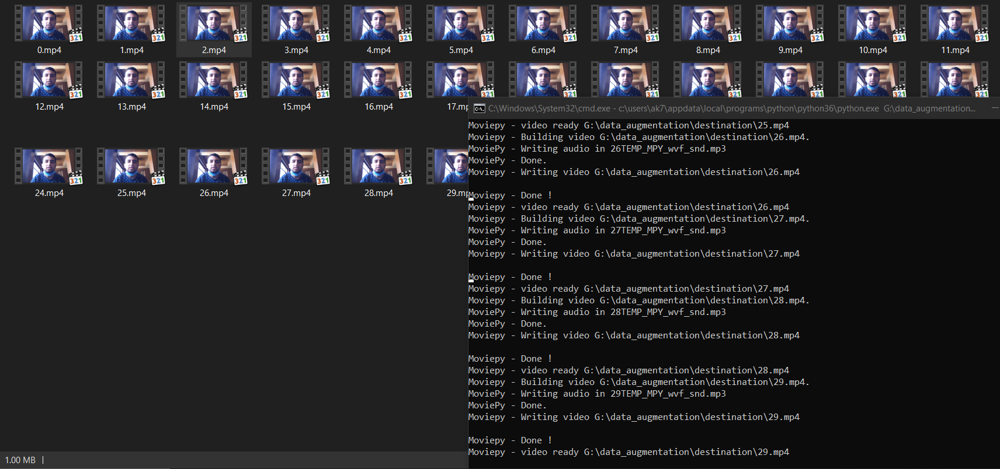 0.mp4 1.mp4 2.mp4 3.mp4 4.mp4 5.mp4 6.mp4 7.mp4 8.mp4 9.mp4 10.mp4 11.mp4
12.mp4 13.mp4 14.mp4 15.mp4 16.mp4 17.mp
24.mp4 25.mp4 26.mp4 27.mp4 28.mp4 29.mp
1.00 MB
C:\Windows\System32\cmd.exe - c:\users\ak7\appdata\local\programs\python\python36\python.exe G:\data_augmentation...
Moviepy - video ready G:\data_augmentation\destination\25.mp4
Moviepy - Building video G:\data_augmentation\destination\26.mp4.
MoviePy - Writing audio in 26TEMP_MPY_wvf_snd.mp3
MoviePy - Done.
Moviepy - Writing video G:\data_augmentation\destination\26.mp4
Moviepy - Done !
Moviepy - video ready G:\data_augmentation\destination\26.mp4
Moviepy - Building video G:\data_augmentation\destination\27.mp4.
MoviePy - Writing audio in 27TEMP_MPY_wvf_snd.mp3
MoviePy - Done.
Moviepy - Writing video G:\data_augmentation\destination\27.mp4
Moviepy - Done !
Moviepy - video ready G:\data_augmentation\destination\27.mp4
Moviepy - Building video G:\data_augmentation\destination\28.mp4.
MoviePy - Writing audio in 28TEMP_MPY_wvf_snd.mp3
MoviePy - Done.
Moviepy - Writing video G:\data_augmentation\destination\28.mp4
Moviepy - Done !
Moviepy - video ready G:\data_augmentation\destination\28.mp4
Moviepy - Building video G:\data_augmentation\destination\29.mp4.
MoviePy - Writing audio in 29TEMP_MPY_wvf_snd.mp3
MoviePy - Done.
Moviepy - Writing video G:\data_augmentation\destination\29.mp4
Moviepy - Done !
Moviepy - video ready G:\data_augmentation\destination\29.mp4